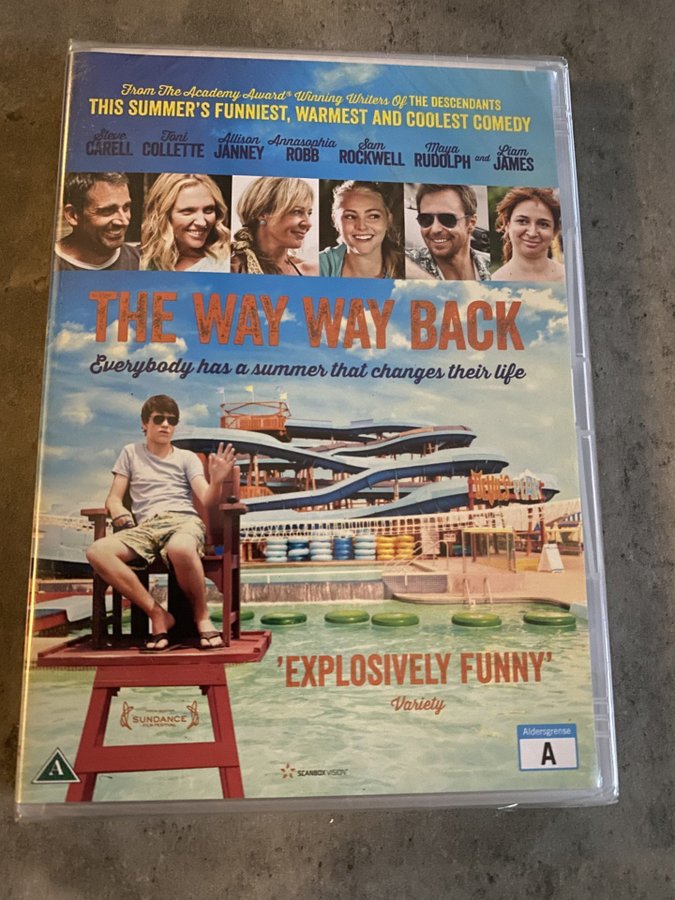 From The Academy Award® Winning Writers Of THE DESCENDANTS
THIS SUMMER'S FUNNIEST, WARMEST AND COOLEST COMEDY
Steve CARELL Toni COLLETTE Allison JANNEY Annasophia ROBB Sam ROCKWELL Maya RUDOLPH and Liam JAMES
THE WAY WAY BACK
Everybody has a summer that changes their life
'EXPLOSIVELY FUNNY'
Variety
SUNDANCE
FILM FESTIVAL
Aldersgrense
A
A
SCANBOX VISION